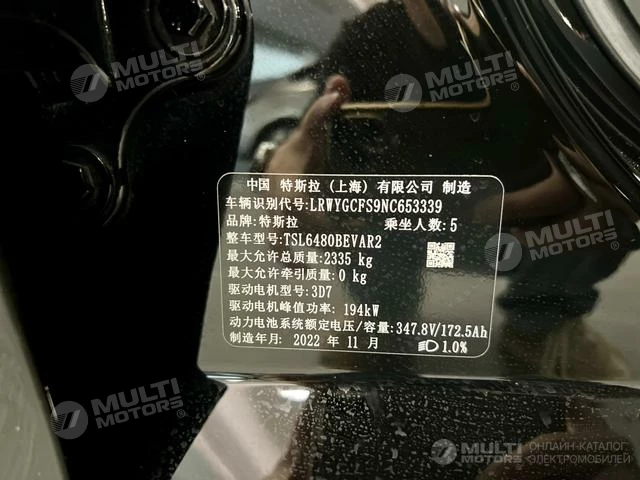 MULTI
MOTORS
MULTI
MOTORS
中国 特斯拉 (上海) 有限公司 制造
车辆识别代号:LRWYGCFS9NC653339
品牌:特斯拉 乘坐人数:5
整车型号:TSL6480BEVAR2
最大允许总质量:2335 kg
最大允许牵引质量:0 kg
驱动电机型号:3D7
驱动电机峰值功率: 194kW
动力电池系统额定电压/容量:347.8V/172.5Ah
制造年月: 2022 年 11 月 1.0%
MULTI
MOTORS
MULTI
MOTORS
MULTI
MOTORS
ОНЛАЙН-КАТАЛОГ
ЭЛЕКТРОМОБИЛЕЙ